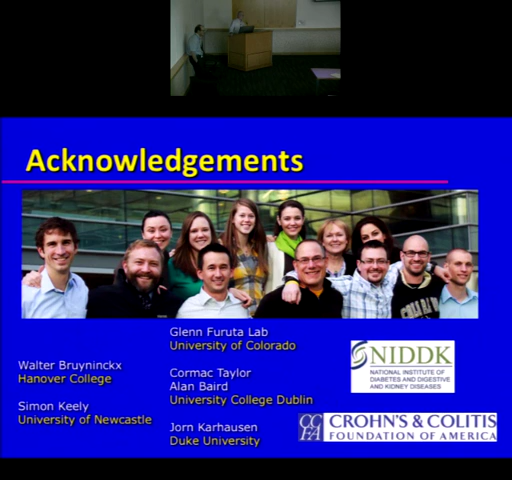 Acknowledgements
Glenn Furuta Lab
University of Colorado
Walter Bruyninckx
Hanover College
Cormac Taylor
Alan Baird
University College Dublin
Simon Keely
University of Newcastle
Jorn Karhausen
Duke University
NIDDK
NATIONAL INSTITUTE OF
DIABETES AND DIGESTIVE
AND KIDNEY DISEASES
CCFA
CROHN'S & COLITIS
FOUNDATION OF AMERICA